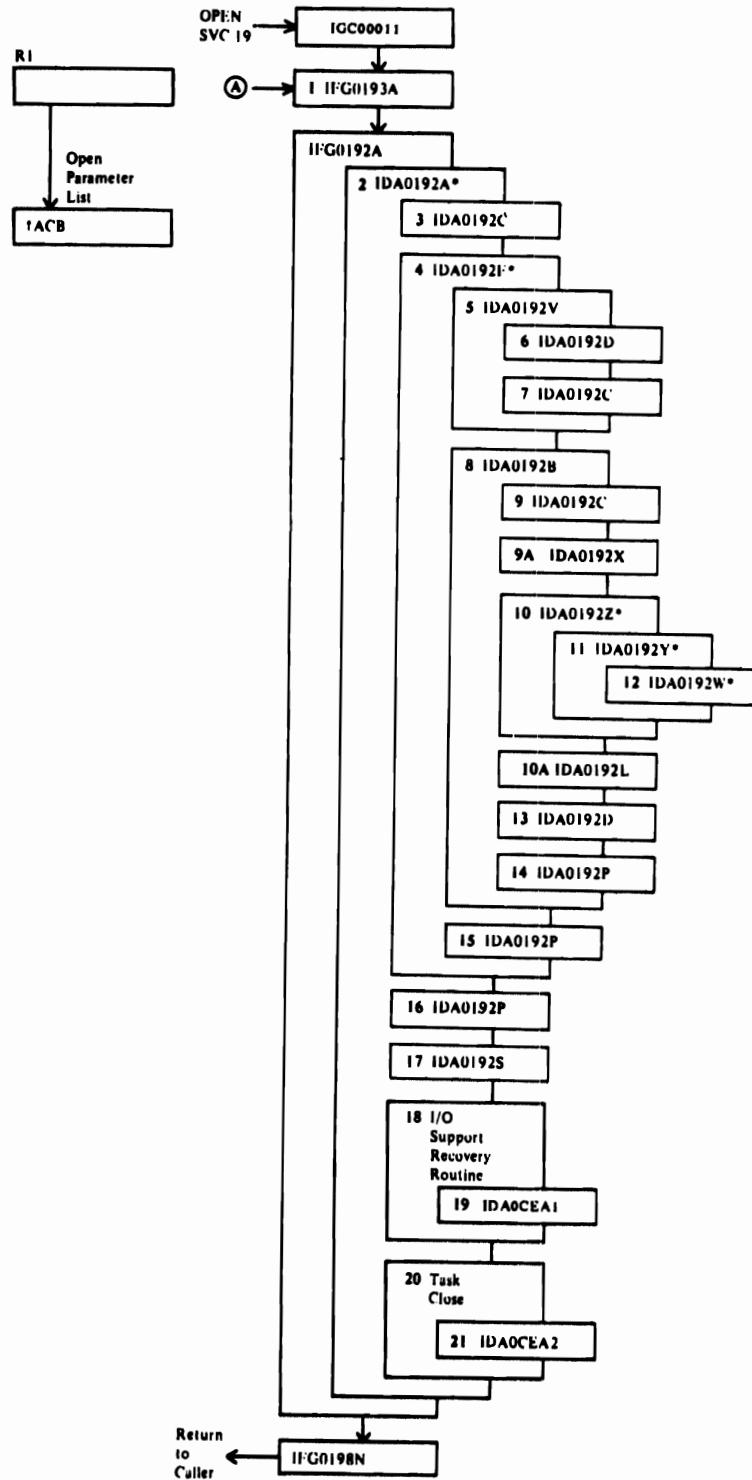 OPEN
SVC 19
IGC00011
R1
A
1 IFG0193A
Open
Parameter
List
↑ACB
IFG0192A
2 IDA0192A*
3 IDA0192C
4 IDA0192F*
5 IDA0192V
6 IDA0192D
7 IDA0192C
8 IDA0192B
9 IDA0192C
9A IDA0192X
10 IDA0192Z*
11 IDA0192Y*
12 IDA0192W*
10A IDA0192L
13 IDA0192D
14 IDA0192P
15 IDA0192P
16 IDA0192P
17 IDA0192S
18 I/O
Support
Recovery
Routine
19 IDA0CEA1
20 Task
Close
21 IDA0CEA2
Return
to
Caller
IFG0198N